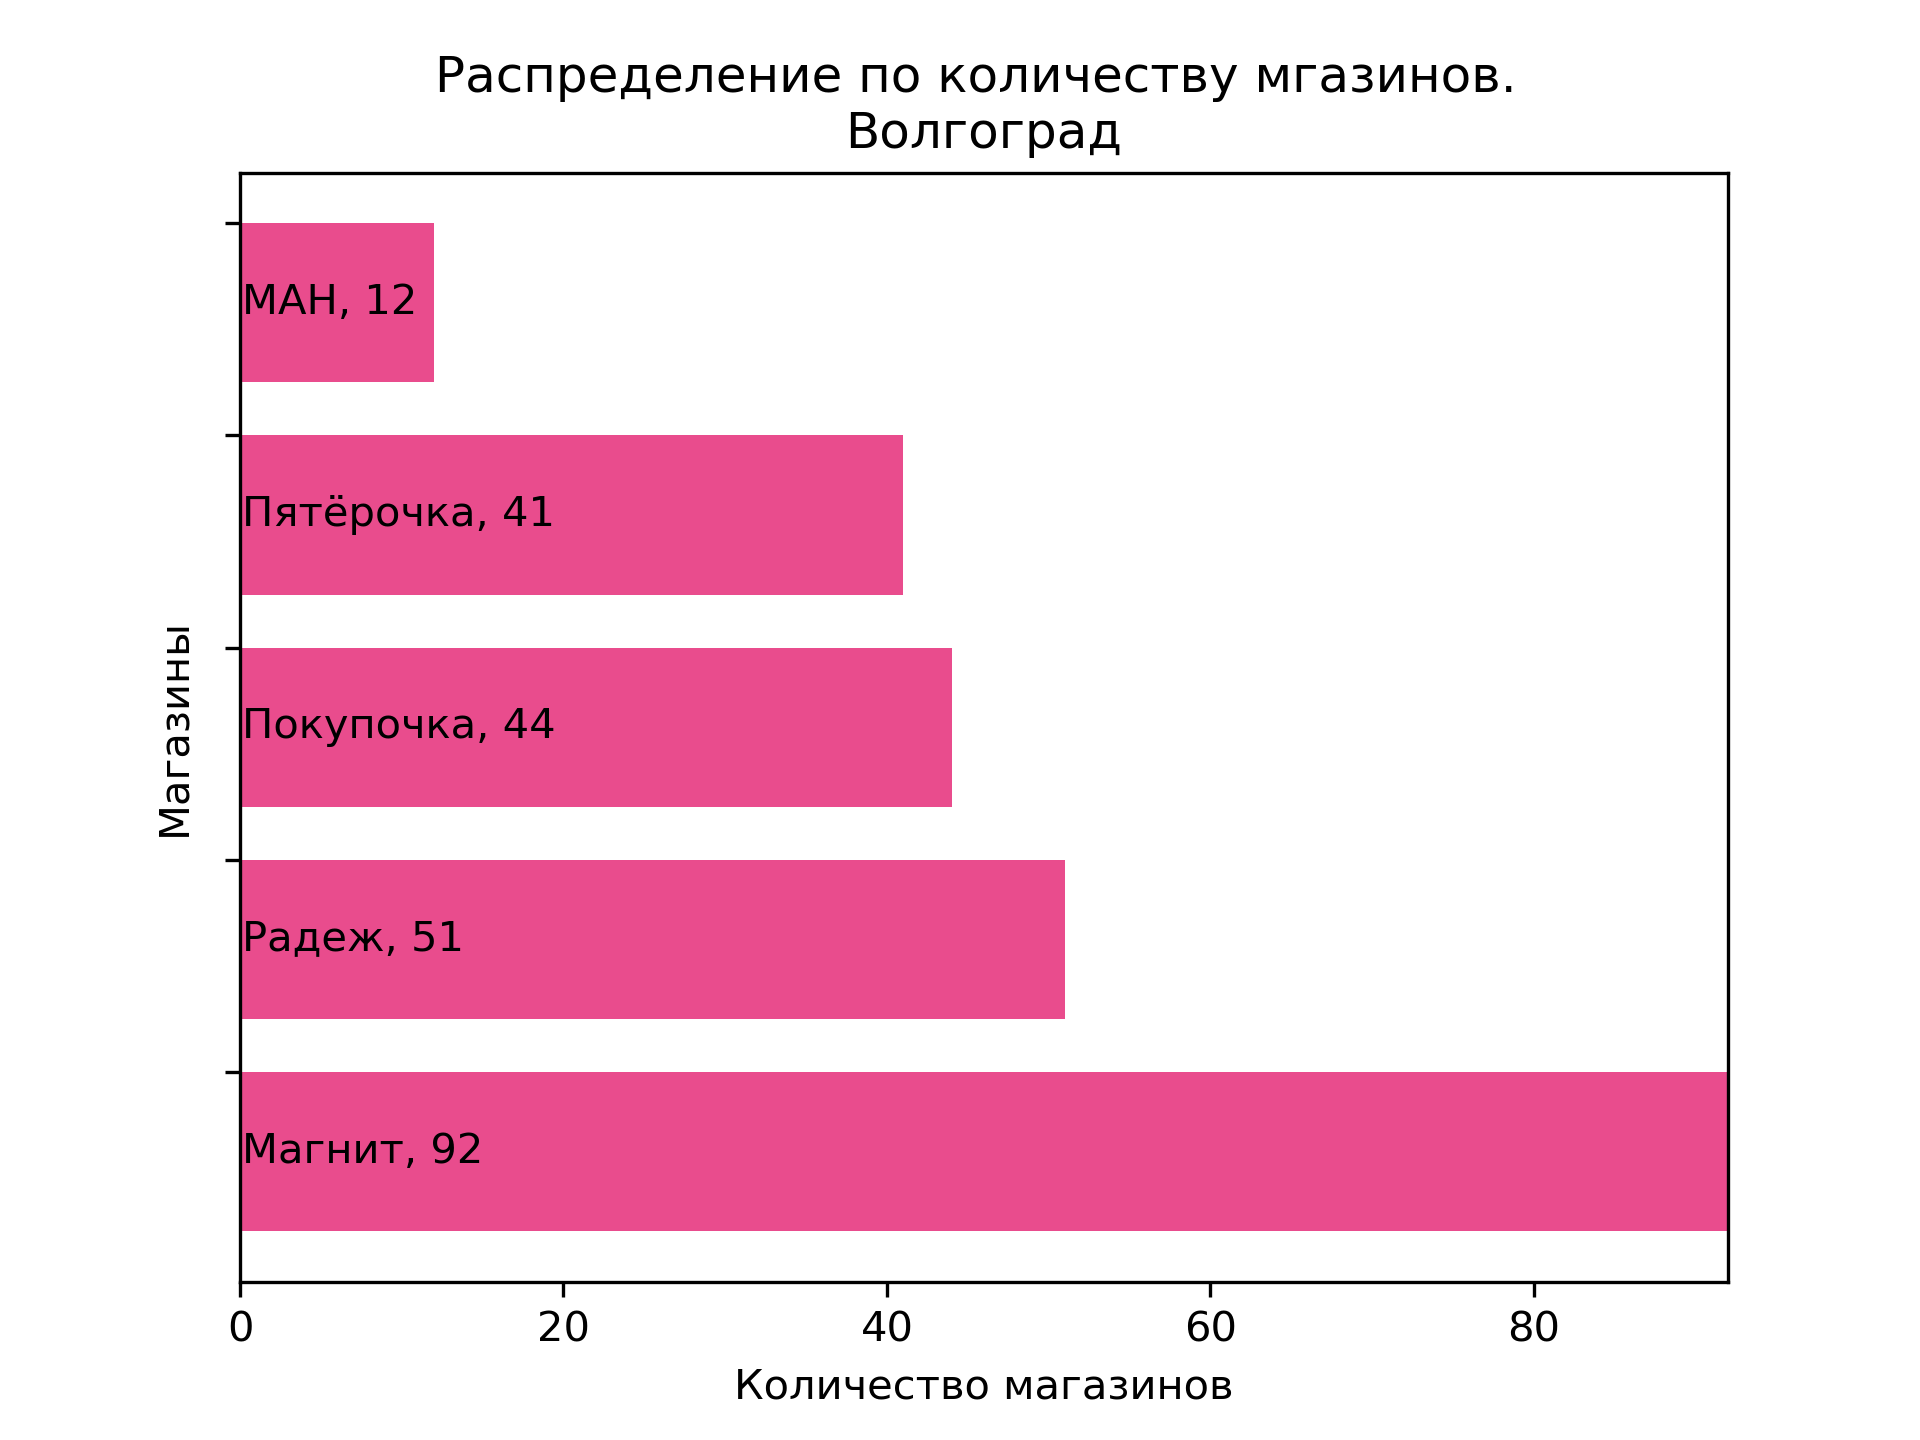 Распределение по количеству мгазинов.
Волгоград
МАН, 12
Пятёрочка, 41
Покупочка, 44
Радеж, 51
Магнит, 92
Магазины
0 20 40 60 80
Количество магазинов